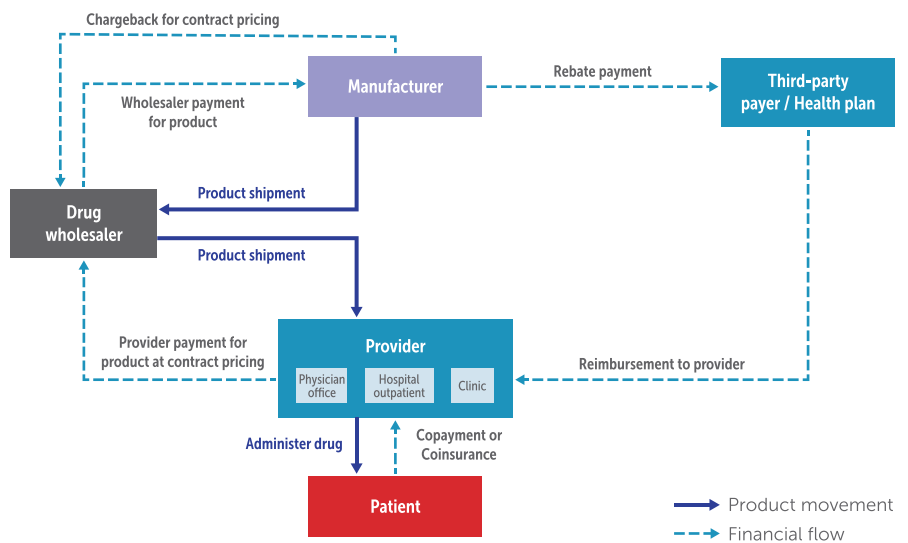 Chargeback for contract pricing
Manufacturer
Rebate payment
Third-party
payer / Health plan
Wholesaler payment
for product
Product shipment
Drug
wholesaler
Product shipment
Provider payment for
product at contract pricing
Provider
Physician
office
Hospital
outpatient
Clinic
Reimbursement to provider
Administer drug
Copayment or
Coinsurance
Patient
Product movement
Financial flow